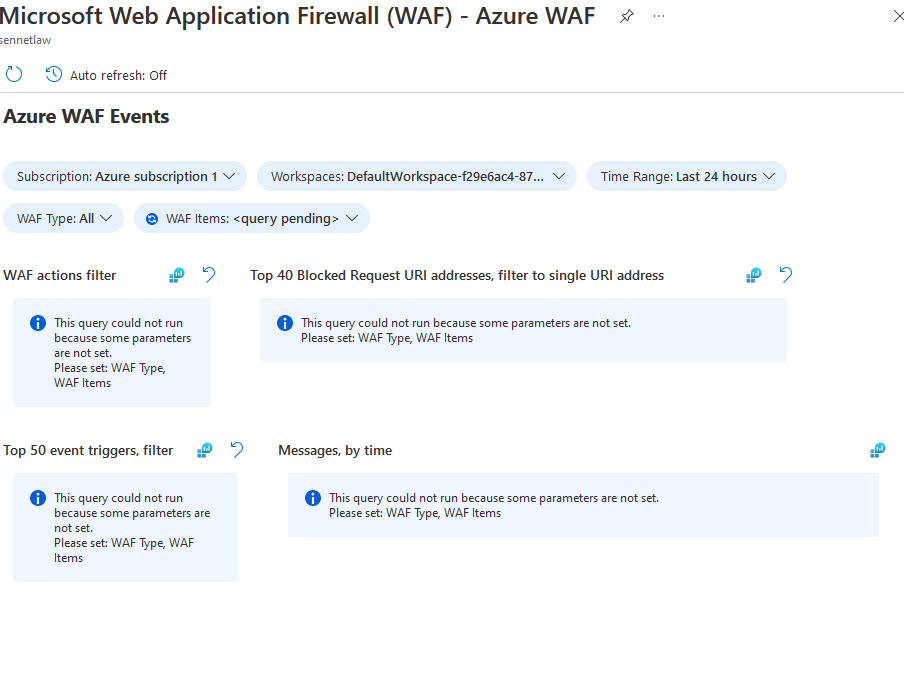 Microsoft Web Application Firewall (WAF) - Azure WAF
sennetlaw
Auto refresh: Off
Azure WAF Events
Subscription: Azure subscription 1
Workspaces: DefaultWorkspace-f29e6ac4-87...
Time Range: Last 24 hours
WAF Type: All
WAF Items: <query pending>
WAF actions filter
Top 40 Blocked Request URI addresses, filter to single URI address
This query could not run
because some parameters
are not set.
Please set: WAF Type,
WAF Items
This query could not run because some parameters are not set.
Please set: WAF Type, WAF Items
Top 50 event triggers, filter
Messages, by time
This query could not run
because some parameters are
not set.
Please set: WAF Type, WAF
Items
This query could not run because some parameters are not set.
Please set: WAF Type, WAF Items